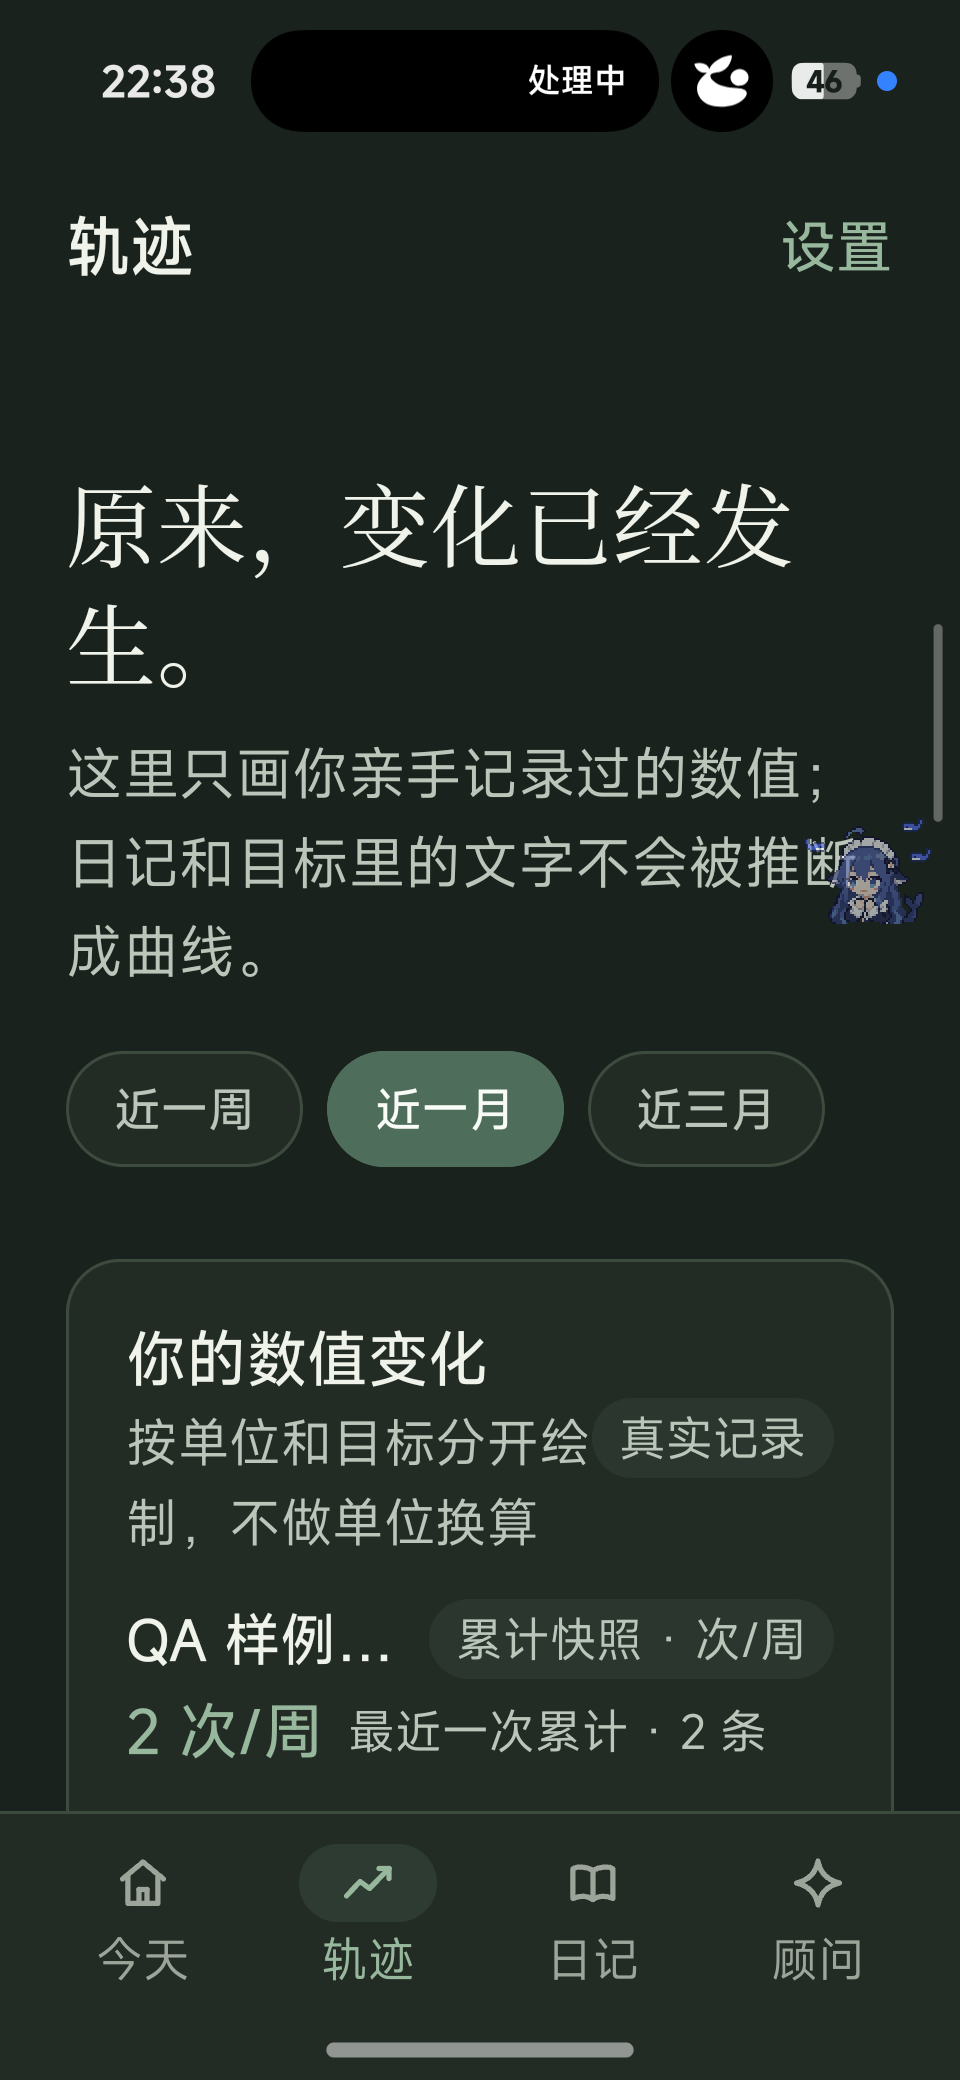 22:38
处理中
46
轨迹
设置
原来，变化已经发
生。
这里只画你亲手记录过的数值；
日记和目标里的文字不会被推断
成曲线。
近一周
近一月
近三月
你的数值变化
按单位和目标分开绘
真实记录
制，不做单位换算
QA 样例...
累计快照 · 次/周
2 次/周
最近一次累计 · 2 条
今天
轨迹
日记
顾问